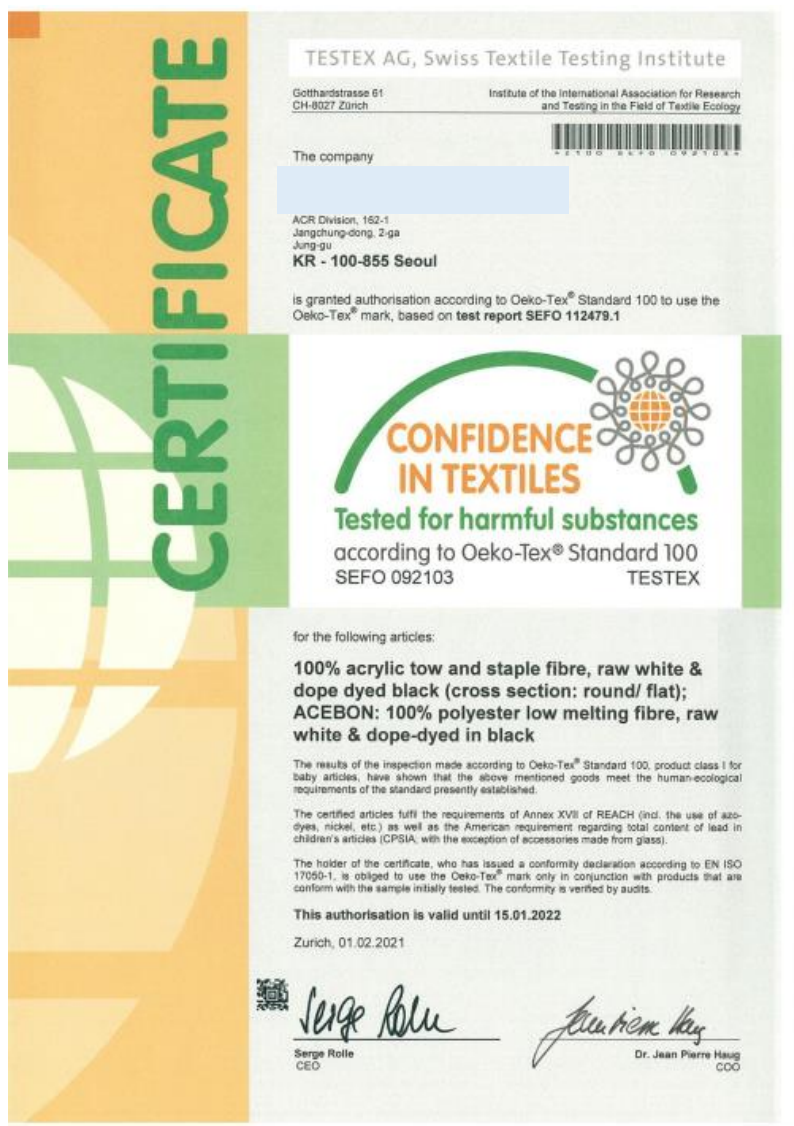 CERTIFICATE
TESTEX AG, Swiss Textile Testing Institute
Gotthardstrasse 61
CH-8027 Zürich
Institute of the International Association for Research
and Testing in the Field of Textile Ecology
The company
ACR Division, 162-1
Jangchung-dong, 2-ga
Jung-gu
KR - 100-855 Seoul
is granted authorisation according to Oeko-Tex® Standard 100 to use the
Oeko-Tex® mark, based on test report SEFO 112479.1
CONFIDENCE
IN TEXTILES
Tested for harmful substances
according to Oeko-Tex® Standard 100
SEFO 092103 TESTEX
for the following articles:
100% acrylic tow and staple fibre, raw white &
dope dyed black (cross section: round/ flat);
ACEBON: 100% polyester low melting fibre, raw
white & dope-dyed in black
The results of the inspection made according to Oeko-Tex® Standard 100, product class I for
baby articles, have shown that the above mentioned goods meet the human-ecological
requirements of the standard presently established.
The certified articles fulfil the requirements of Annex XVII of REACH (incl. the use of azo-
dyes, nickel, etc.) as well as the American requirement regarding total content of lead in
children's articles (CPSIA; with the exception of accessories made from glass).
The holder of the certificate, who has issued a conformity declaration according to EN ISO
17050-1, is obliged to use the Oeko-Tex® mark only in conjunction with products that are
conform with the sample initially tested. The conformity is verified by audits.
This authorisation is valid until 15.01.2022
Zurich, 01.02.2021
Serge Rolle
CEO
Dr. Jean Pierre Haug
COO